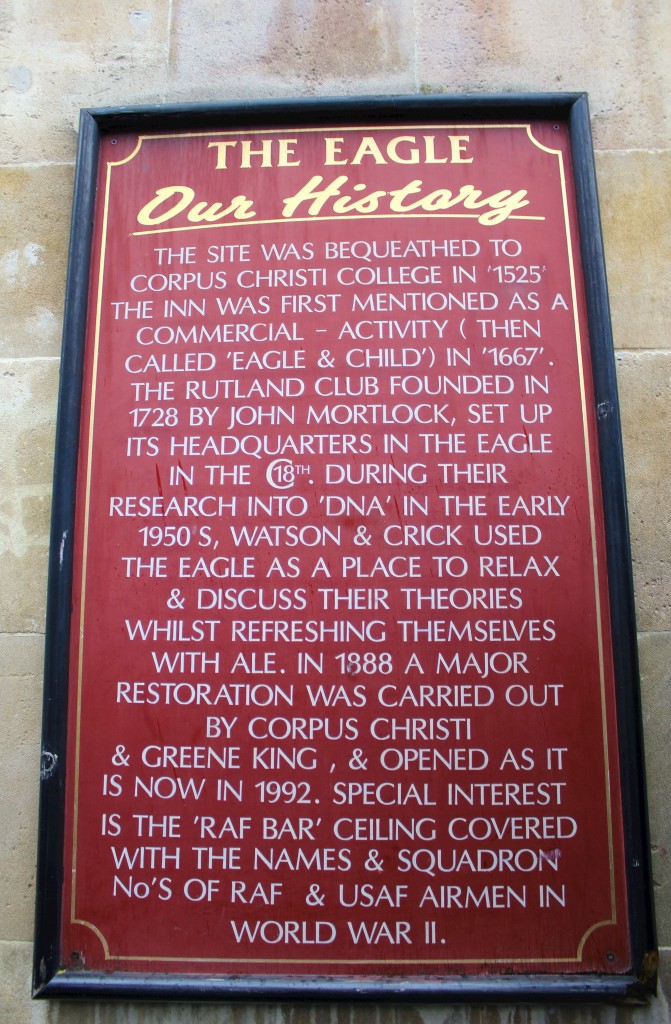 THE EAGLE
Our History
THE SITE WAS BEQUEATHED TO
CORPUS CHRISTI COLLEGE IN '1525'
THE INN WAS FIRST MENTIONED AS A
COMMERCIAL - ACTIVITY ( THEN
CALLED 'EAGLE & CHILD') IN '1667'.
THE RUTLAND CLUB FOUNDED IN
1728 BY JOHN MORTLOCK, SET UP
ITS HEADQUARTERS IN THE EAGLE
IN THE C18TH. DURING THEIR
RESEARCH INTO 'DNA' IN THE EARLY
1950'S, WATSON & CRICK USED
THE EAGLE AS A PLACE TO RELAX
& DISCUSS THEIR THEORIES
WHILST REFRESHING THEMSELVES
WITH ALE. IN 1888 A MAJOR
RESTORATION WAS CARRIED OUT
BY CORPUS CHRISTI
& GREENE KING , & OPENED AS IT
IS NOW IN 1992. SPECIAL INTEREST
IS THE 'RAF BAR' CEILING COVERED
WITH THE NAMES & SQUADRON
No'S OF RAF & USAF AIRMEN IN
WORLD WAR II.